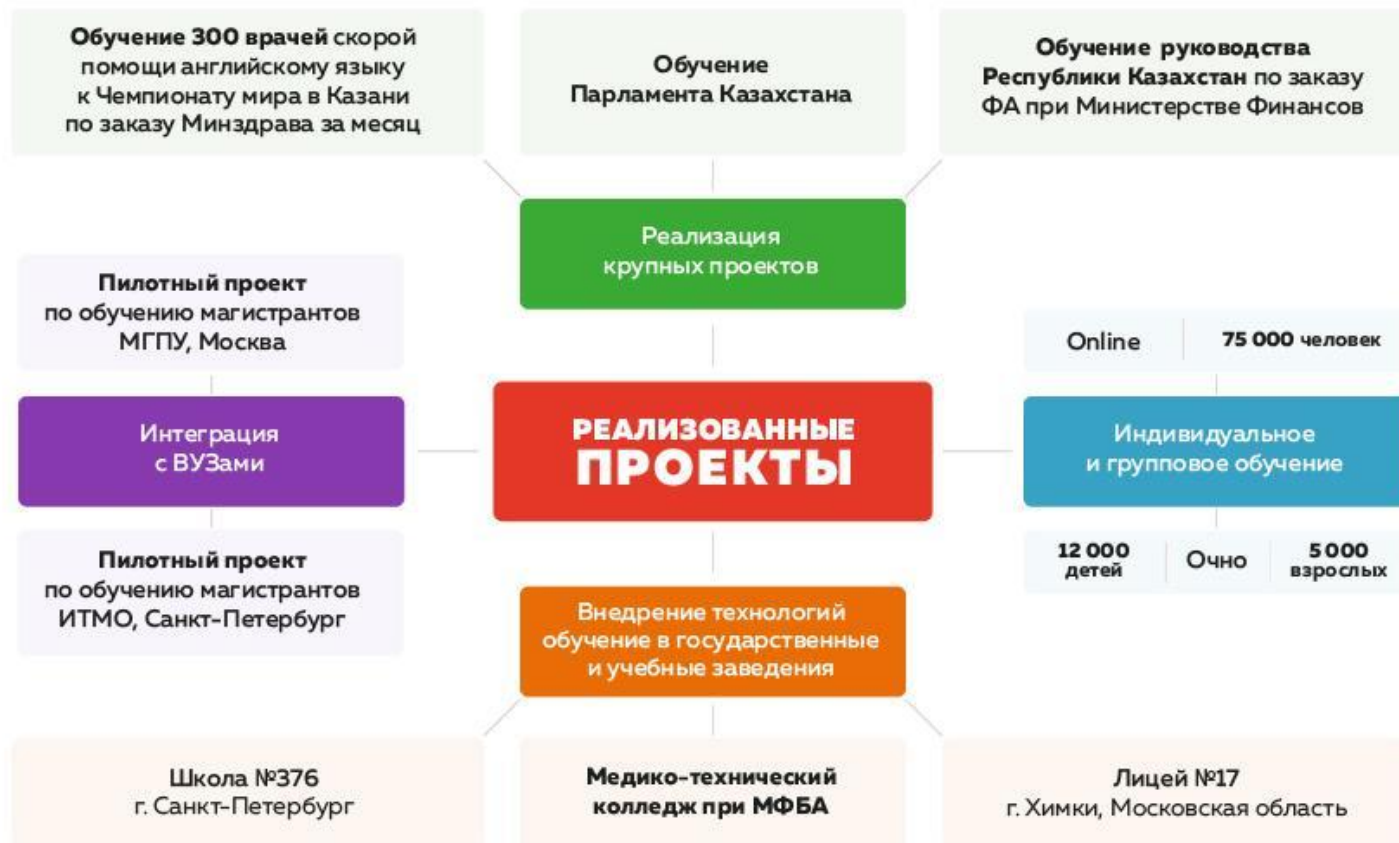 Обучение 300 врачей скорой
помощи английскому языку
к Чемпионату мира в Казани
по заказу Минздрава за месяц
Обучение
Парламента Казахстана
Обучение руководства
Республики Казахстан по заказу
ФА при Министерстве Финансов
Реализация
крупных проектов
Пилотный проект
по обучению магистрантов
МГПУ, Москва
Online
75 000 человек
Интеграция
с ВУЗами
РЕАЛИЗОВАННЫЕ
ПРОЕКТЫ
Индивидуальное
и групповое обучение
Пилотный проект
по обучению магистрантов
ИТМО, Санкт-Петербург
12 000
детей
Очно
5 000
взрослых
Внедрение технологий
обучение в государственные
и учебные заведения
Школа №376
г. Санкт-Петербург
Медико-технический
колледж при МФБА
Лицей №17
г. Химки, Московская область